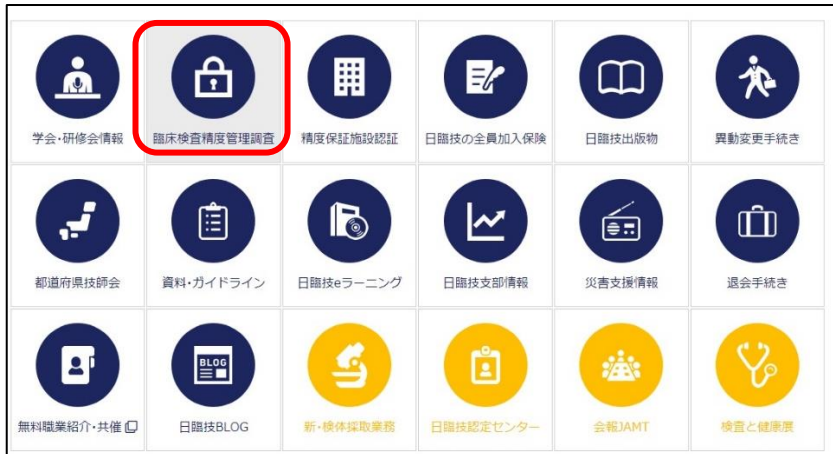 学会・研修会情報
臨床検査精度管理調査
精度保証施設認証
日臨技の全員加入保険
日臨技出版物
異動変更手続き
都道府県技師会
資料・ガイドライン
日臨技eラーニング
日臨技支部情報
災害支援情報
退会手続き
BLOG
無料職業紹介・共催
日臨技BLOG
新・検体採取業務
日臨技認定センター
会報JAMT
検査と健康展